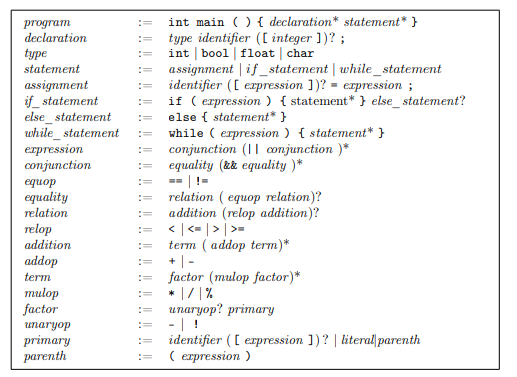 program := int main ( ) { declaration* statement* }
declaration := type identifier ([ integer ])? ;
type := int | bool | float | char
statement := assignment | if_statement | while_statement
assignment := identifier ([ expression ])? = expression ;
if_statement := if ( expression ) { statement* } else_statement?
else_statement := else { statement* }
while_statement := while ( expression ) { statement* }
expression := conjunction (|| conjunction )*
conjunction := equality (&& equality )*
equop := == | !=
equality := relation ( equop relation)?
relation := addition (relop addition)?
relop := < | <= | > | >=
addition := term ( addop term)*
addop := + | -
term := factor (mulop factor)*
mulop := * | / | %
factor := unaryop? primary
unaryop := - | !
primary := identifier ([ expression ])? | literal|parenth
parenth := ( expression )